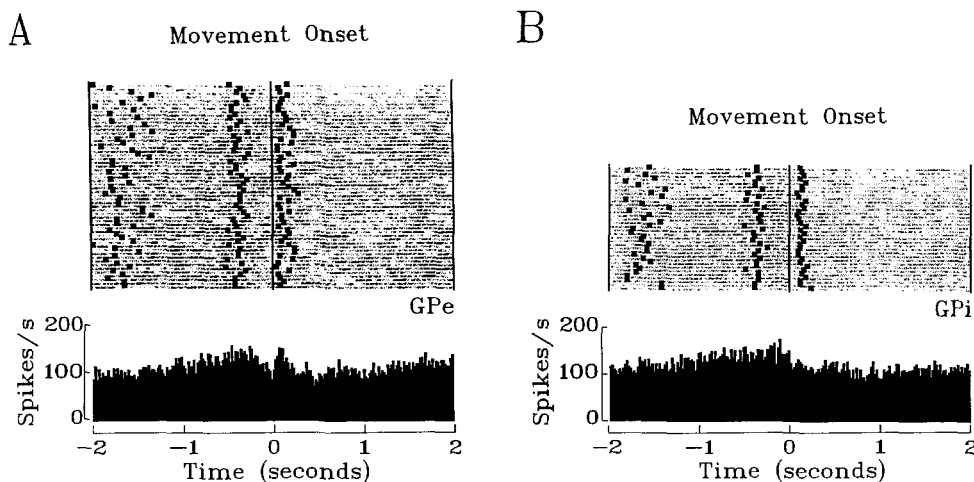 A
Movement Onset
GPe
Spikes/s
200
100
0
−2
−1
0
1
2
Time (seconds)
B
Movement Onset
GPi
Spikes/s
200
100
0
−2
−1
0
1
2
Time (seconds)